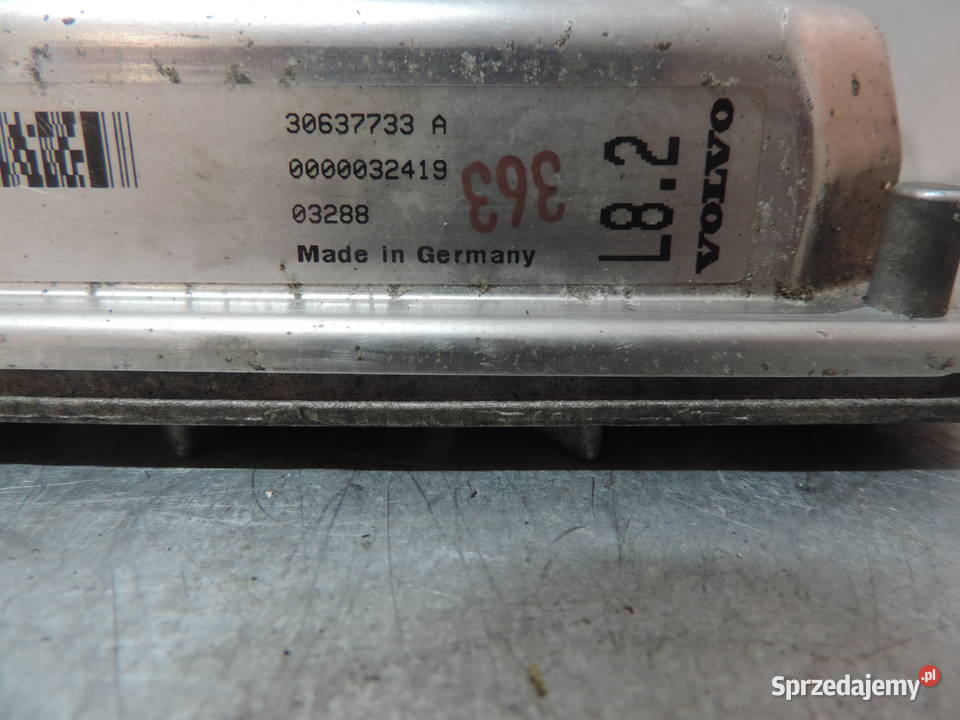 30637733 A
0000032419
03288
Made in Germany
363
L8.2
VOLVO
Sprzedajemy.pl